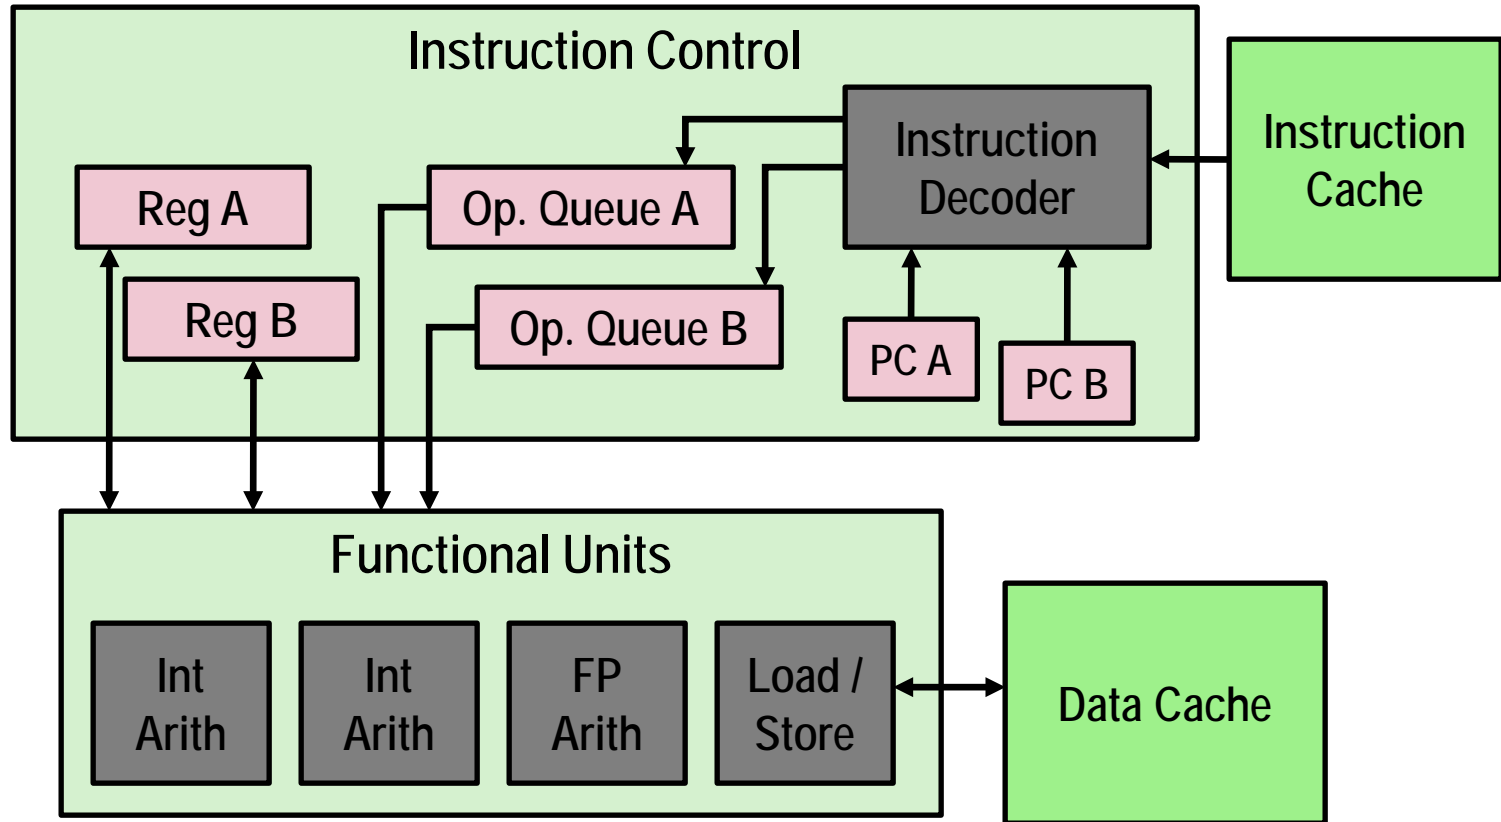 Instruction Control
Instruction
Decoder
Instruction
Cache
Reg A
Op. Queue A
Reg B
Op. Queue B
PC A
PC B
Functional Units
Int
Arith
Int
Arith
FP
Arith
Load /
Store
Data Cache